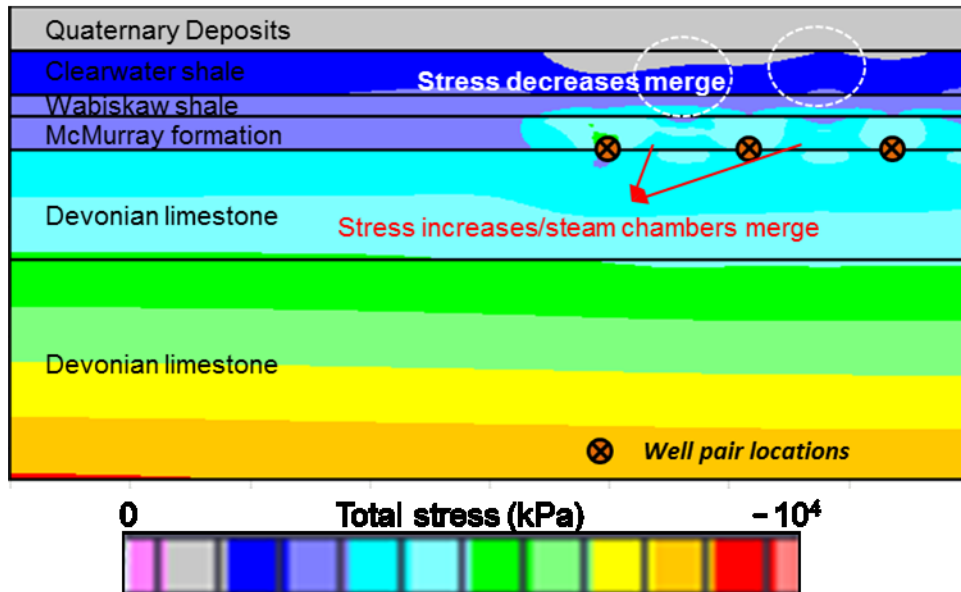 Quaternary Deposits
Clearwater shale
Stress decreases merge
Wabiskaw shale
McMurray formation
Devonian limestone
Stress increases/steam chambers merge
Devonian limestone
Well pair locations
0 Total stress (kPa) -10⁴